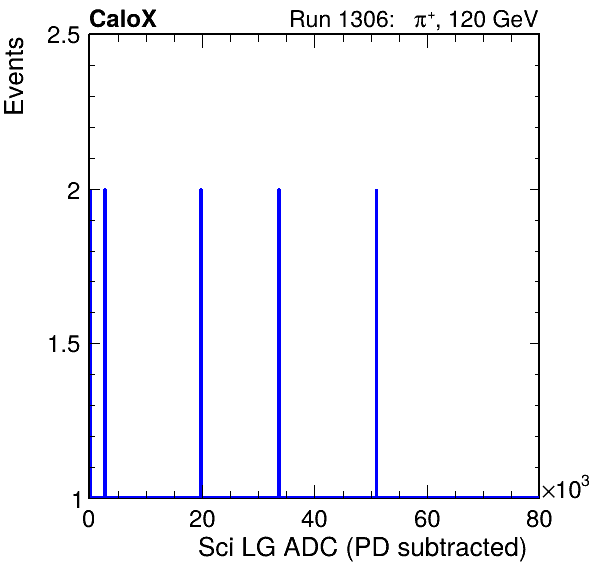 CaloX Run 1306: π⁺, 120 GeV
Events
2.5
2
1.5
1
0 20 40 60 80
×10³
Sci LG ADC (PD subtracted)